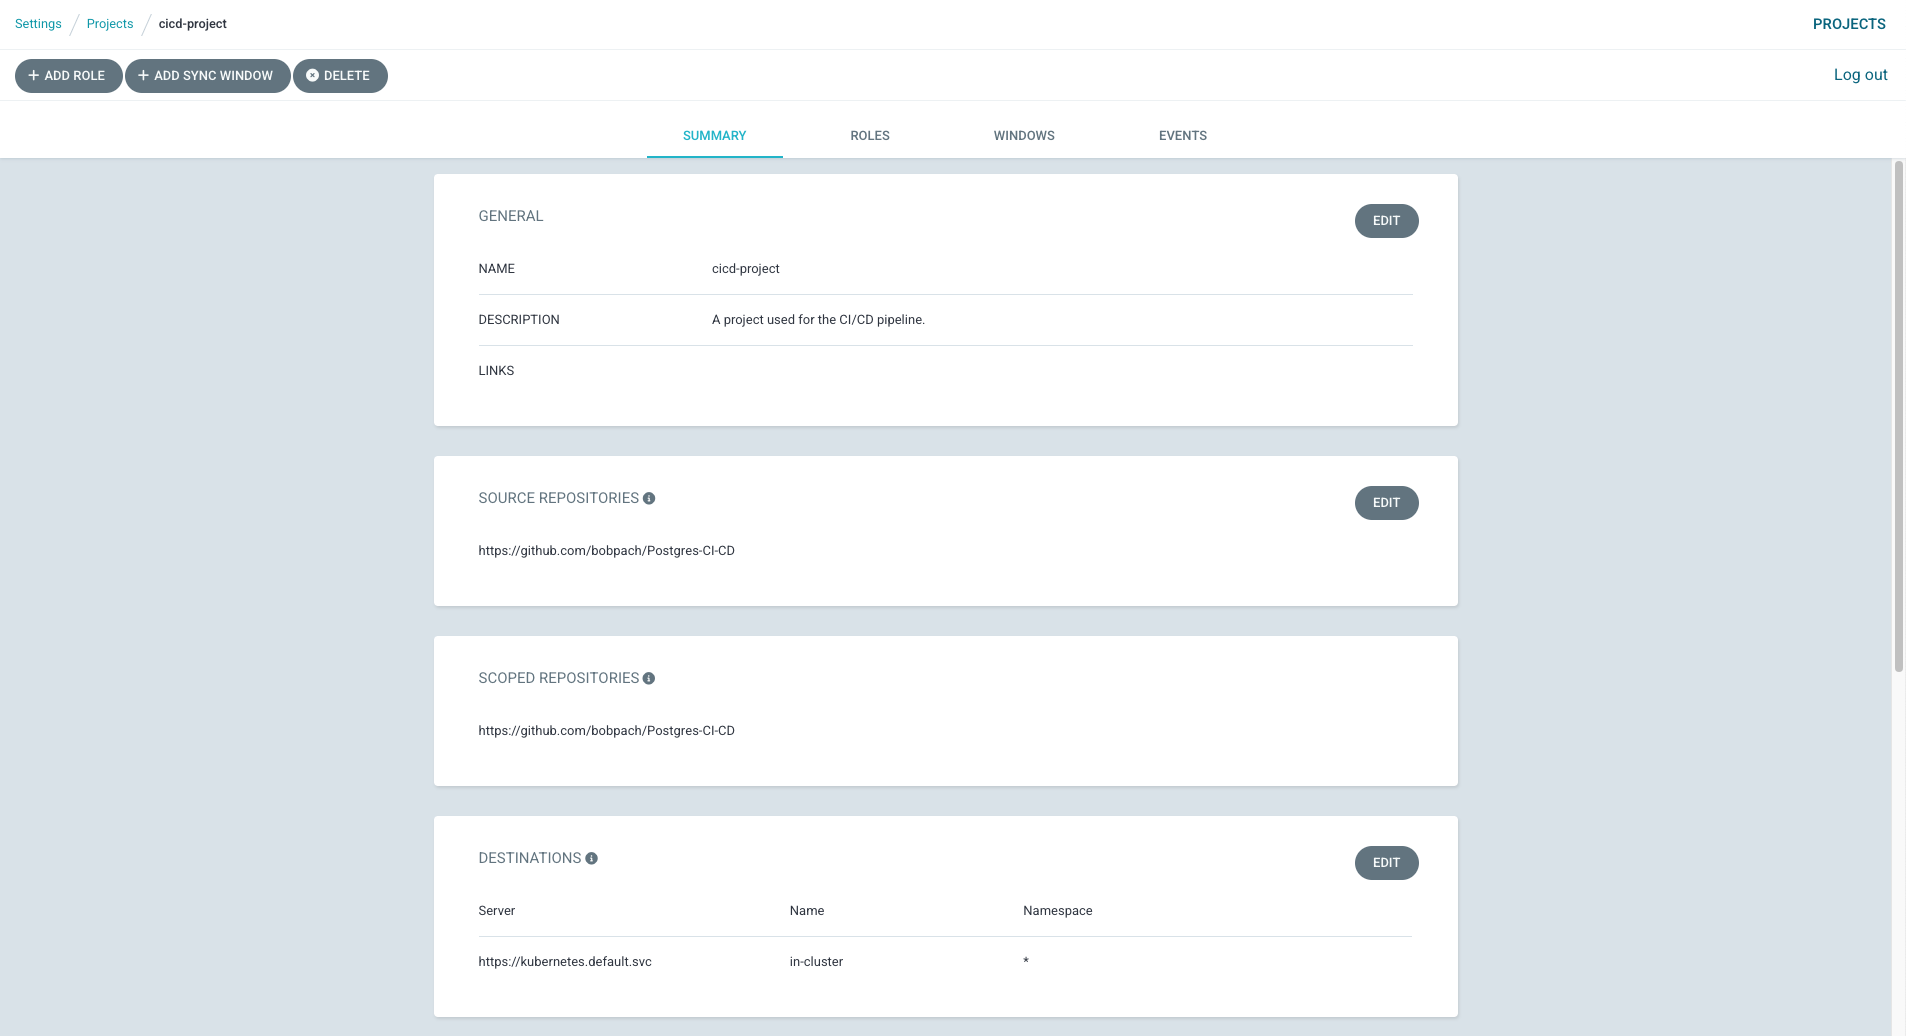 Settings / Projects / cicd-project
PROJECTS
+ ADD ROLE
+ ADD SYNC WINDOW
DELETE
Log out
SUMMARY
ROLES
WINDOWS
EVENTS
GENERAL
EDIT
NAME cicd-project
DESCRIPTION A project used for the CI/CD pipeline.
LINKS
SOURCE REPOSITORIES
EDIT
https://github.com/bobpach/Postgres-CI-CD
SCOPED REPOSITORIES
https://github.com/bobpach/Postgres-CI-CD
DESTINATIONS
EDIT
Server Name Namespace
https://kubernetes.default.svc in-cluster *